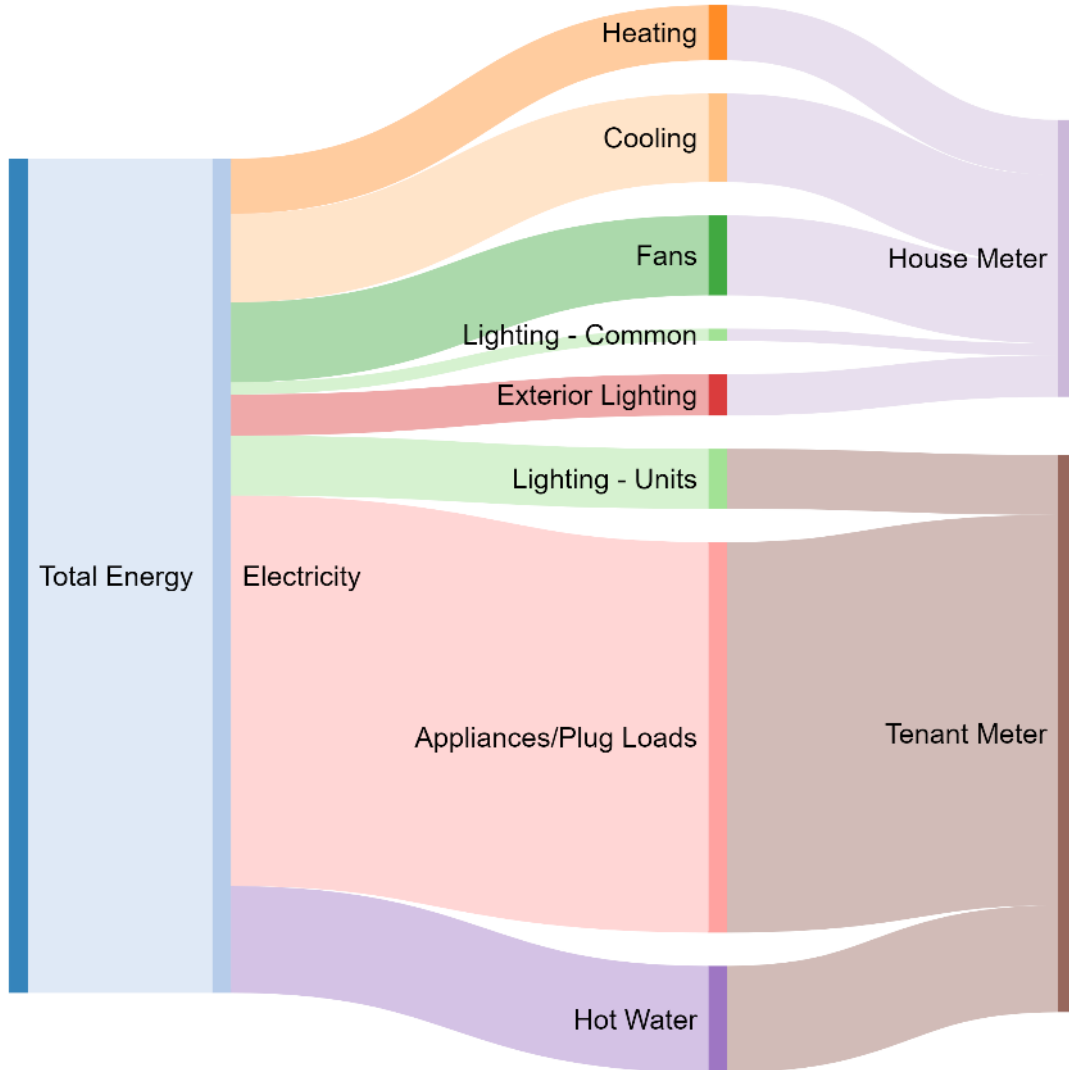 Heating
Cooling
Fans
House Meter
Lighting - Common
Exterior Lighting
Lighting - Units
Total Energy
Electricity
Appliances/Plug Loads
Tenant Meter
Hot Water